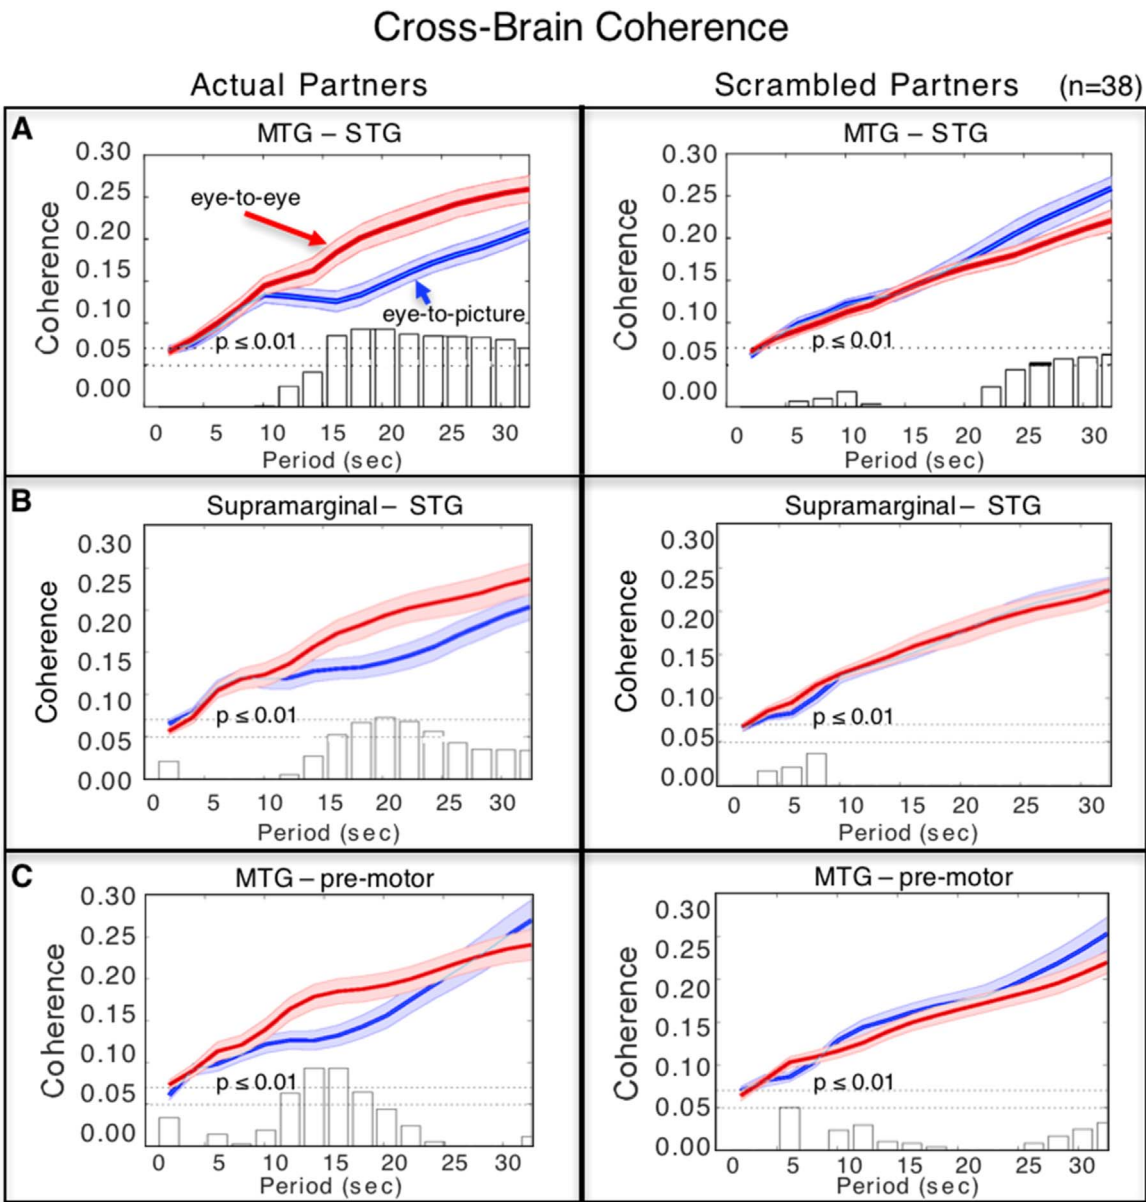 Cross-Brain Coherence
Actual Partners
Scrambled Partners (n=38)
A
MTG – STG
0.30
0.25
0.20
0.15
0.10
0.05
0.00
Coherence
eye-to-eye
eye-to-picture
p ≤ 0.01
0 5 10 15 20 25 30
Period (sec)
MTG – STG
0.30
0.25
0.20
0.15
0.10
0.05
0.00
Coherence
p ≤ 0.01
0 5 10 15 20 25 30
Period (sec)
B
Supramarginal – STG
0.30
0.25
0.20
0.15
0.10
0.05
0.00
Coherence
p ≤ 0.01
0 5 10 15 20 25 30
Period (sec)
Supramarginal – STG
0.30
0.25
0.20
0.15
0.10
0.05
0.00
Coherence
p ≤ 0.01
0 5 10 15 20 25 30
Period (sec)
C
MTG – pre-motor
0.30
0.25
0.20
0.15
0.10
0.05
0.00
Coherence
p ≤ 0.01
0 5 10 15 20 25 30
Period (sec)
MTG – pre-motor
0.30
0.25
0.20
0.15
0.10
0.05
0.00
Coherence
p ≤ 0.01
0 5 10 15 20 25 30
Period (sec)